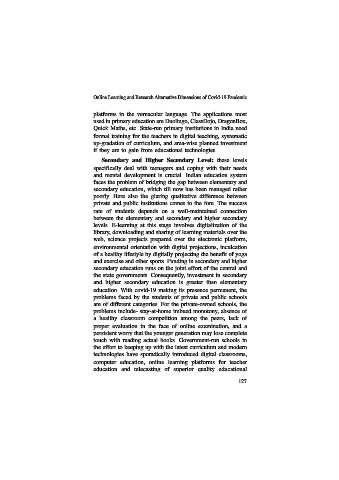 Online Learning and Research Alternative Dimensions of Covid-19 Pandemic
platforms in the vernacular language. The applications most
used in primary education are Duolingo, ClassDojo, DragonBox,
Quick Maths, etc. State-run primary institutions in India need
formal training for the teachers in digital teaching, systematic
up-gradation of curriculum, and area-wise planned investment
if they are to gain from educational technologies.
Secondary and Higher Secondary Level: these levels
specifically deal with teenagers and coping with their needs
and mental development is crucial. Indian education system
faces the problem of bridging the gap between elementary and
secondary education, which till now has been managed rather
poorly. Here also the glaring qualitative difference between
private and public institutions comes to the fore. The success
rate of students depends on a well-maintained connection
between the elementary and secondary and higher secondary
levels. E-learning at this stage involves digitalization of the
library, downloading and sharing of learning materials over the
web, science projects prepared over the electronic platform,
environmental orientation with digital projections, inculcation
of a healthy lifestyle by digitally projecting the benefit of yoga
and exercise and other sports. Funding in secondary and higher
secondary education runs on the joint effort of the central and
the state government. Consequently, investment in secondary
and higher secondary education is greater than elementary
education. With covid-19 making its presence permanent, the
problems faced by the students of private and public schools
are of different categories. For the private-owned schools, the
problems include- stay-at-home imbued monotony, absence of
a healthy classroom competition among the peers, lack of
proper evaluation in the face of online examination, and a
persistent worry that the younger generation may lose complete
touch with reading actual books. Government-run schools in
the effort to keeping up with the latest curriculum and modern
technologies have sporadically introduced digital classrooms,
computer education, online learning platforms for teacher
education and telecasting of superior quality educational
127